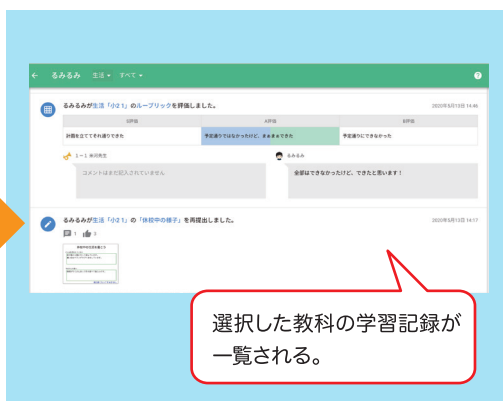 るみるみ 生活 すべて
るみるみが生活「小2 1」のルーブリックを評価しました。
2020年5月13日 14:46
S評価 A評価 B評価
計画を立ててその通りできた 予定通りではなかったけど、まぁまぁできた 予定通りにできなかった
コメントはまだ記入されていません
るみるみ
全部はできなかったけど、できたと思います！
るみるみが生活「小2 1」の「休校中の様子」を再提出しました。
2020年5月13日 14:17
1 2
選択した教科の学習記録が
一覧される。